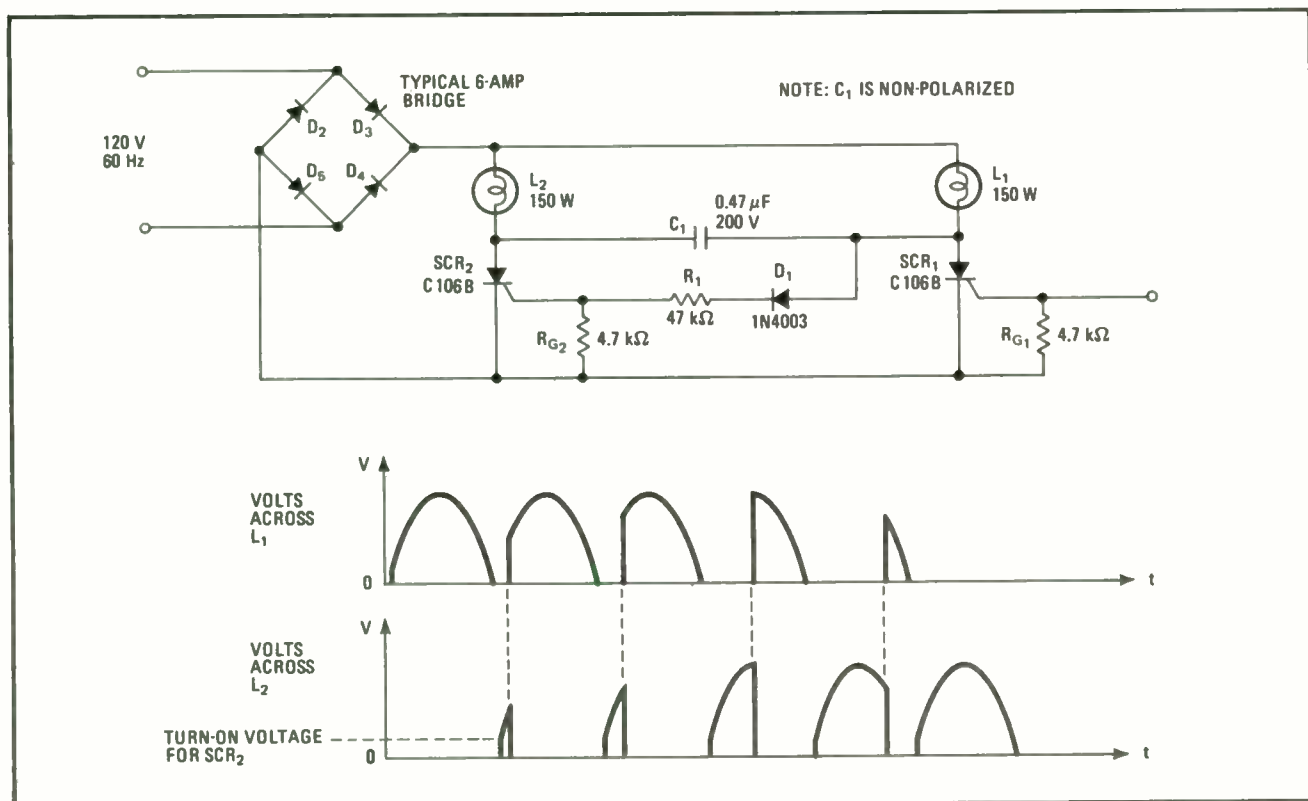 TYPICAL 6-AMP
BRIDGE
NOTE: C₁ IS NON-POLARIZED
120 V
60 Hz
D₂
D₃
D₅
D₄
L₂
150 W
L₁
150 W
0.47 μF
200 V
C₁
SCR₂
C106B
R₁
47 kΩ
D₁
1N4003
SCR₁
C106B
R_G₂
4.7 kΩ
R_G₁
4.7 kΩ
V
VOLTS
ACROSS
L₁
0
t
V
VOLTS
ACROSS
L₂
TURN-ON VOLTAGE
FOR SCR₂
0
t